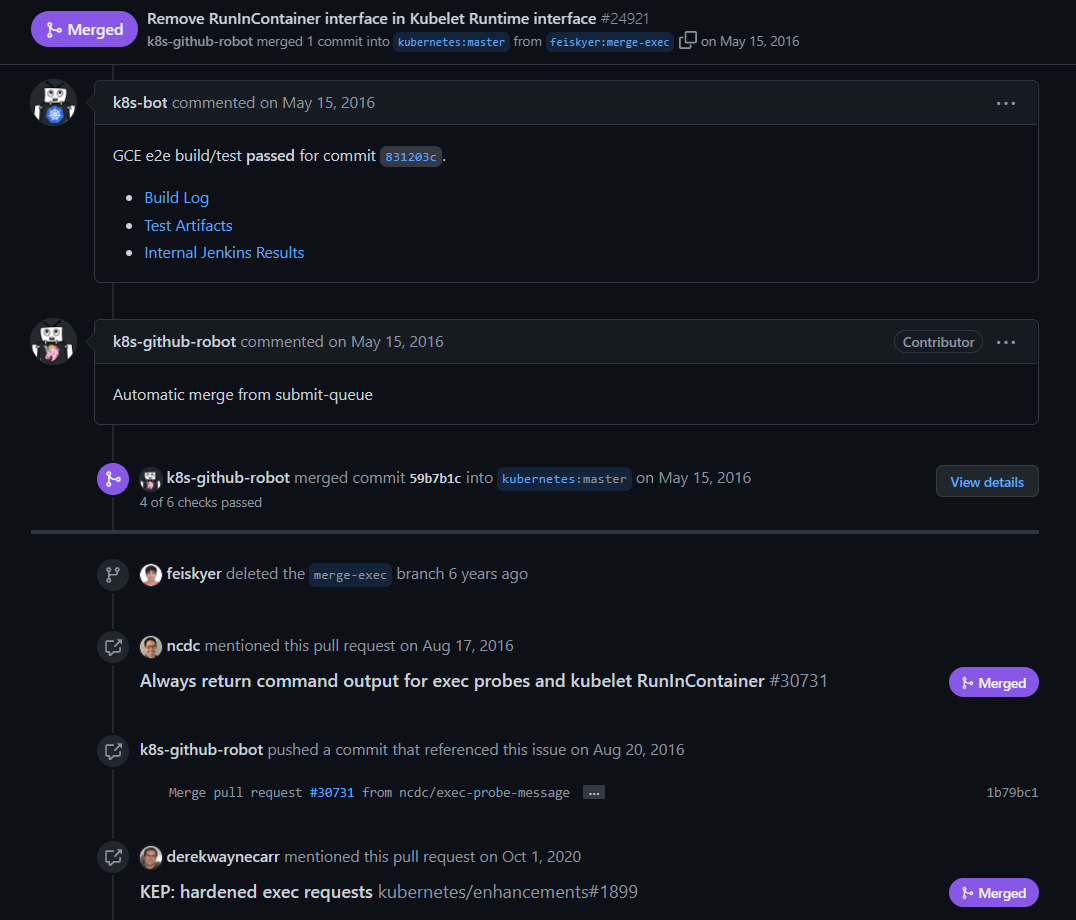 Merged
Remove RunInContainer interface in Kubelet Runtime interface #24921
k8s-github-robot merged 1 commit into kubernetes:master from feiskyer:merge-exec on May 15, 2016
k8s-bot commented on May 15, 2016
GCE e2e build/test passed for commit 831203c.
Build Log
Test Artifacts
Internal Jenkins Results
k8s-github-robot commented on May 15, 2016 Contributor
Automatic merge from submit-queue
k8s-github-robot merged commit 59b7b1c into kubernetes:master on May 15, 2016 View details
4 of 6 checks passed
feiskyer deleted the merge-exec branch 6 years ago
ncdc mentioned this pull request on Aug 17, 2016
Always return command output for exec probes and kubelet RunInContainer #30731 Merged
k8s-github-robot pushed a commit that referenced this issue on Aug 20, 2016
Merge pull request #30731 from ncdc/exec-probe-message … 1b79bc1
derekwaynecarr mentioned this pull request on Oct 1, 2020
KEP: hardened exec requests kubernetes/enhancements#1899 Merged